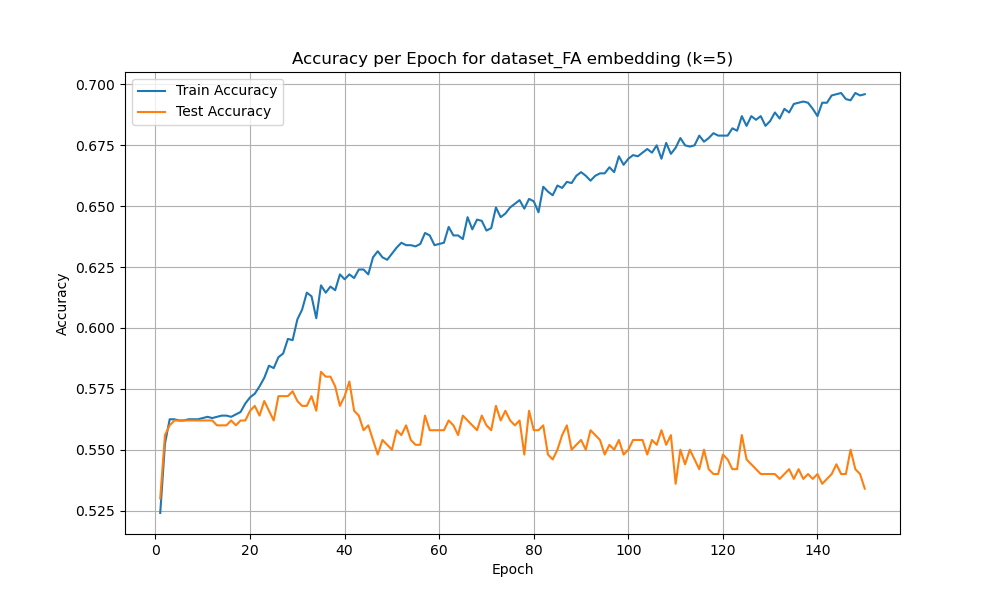 Accuracy per Epoch for dataset_FA embedding (k=5)
Train Accuracy
Test Accuracy
Accuracy
0.700
0.675
0.650
0.625
0.600
0.575
0.550
0.525
0 20 40 60 80 100 120 140
Epoch